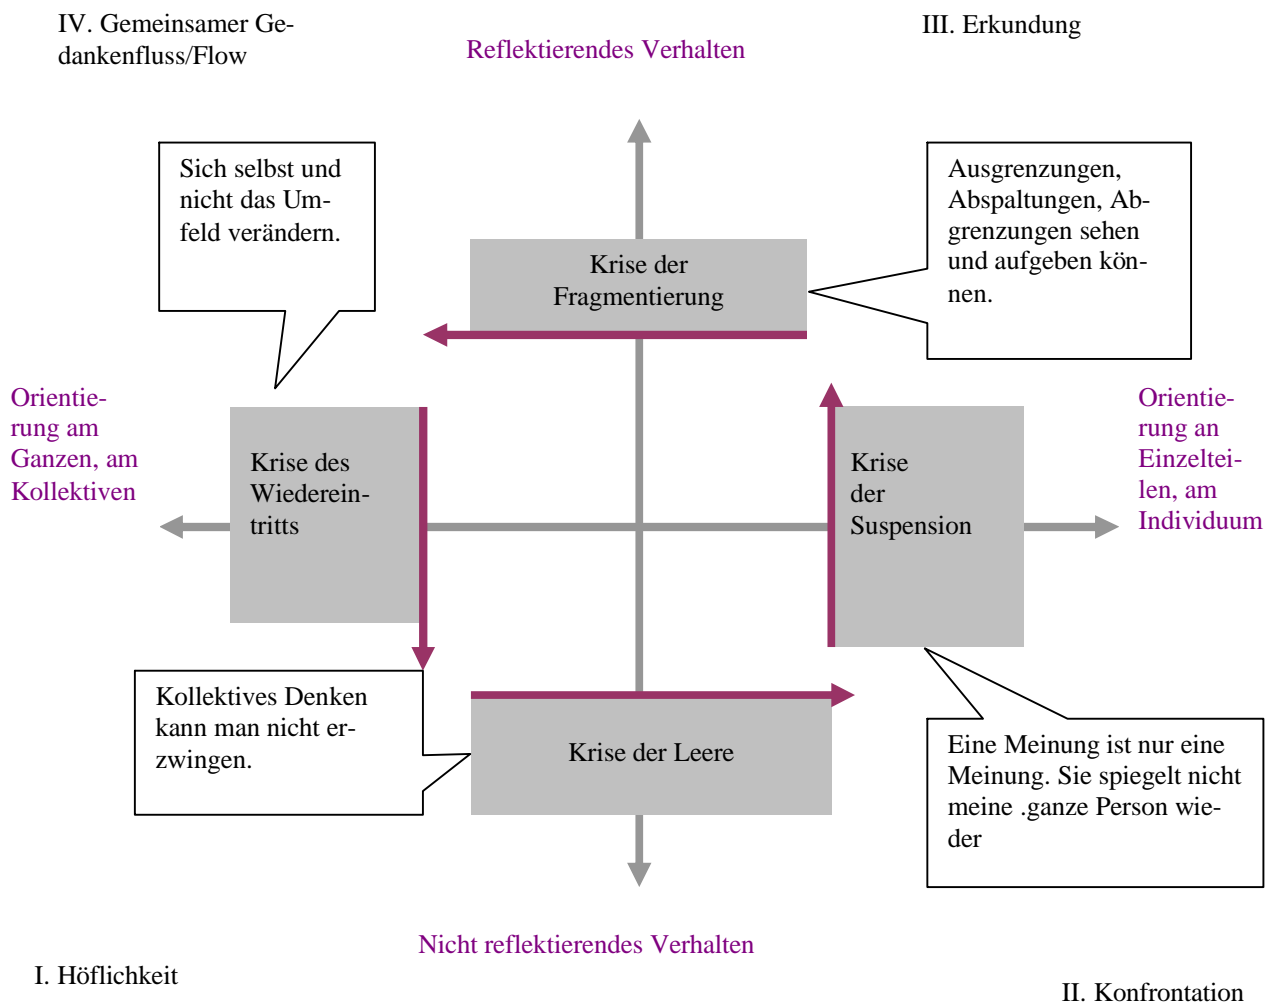 IV. Gemeinsamer Ge-
dankenfluss/Flow
Reflektierendes Verhalten
III. Erkundung
Sich selbst und
nicht das Um-
feld verändern.
Ausgrenzungen,
Abspaltungen, Ab-
grenzungen sehen
und aufgeben kön-
nen.
Krise der
Fragmentierung
Orientie-
rung am
Ganzen, am
Kollektiven
Krise des
Wiederein-
tritts
Krise
der
Suspension
Orientie-
rung an
Einzeltei-
len, am
Individuum
Kollektives Denken
kann man nicht er-
zwingen.
Krise der Leere
Eine Meinung ist nur eine
Meinung. Sie spiegelt nicht
meine .ganze Person wie-
der
Nicht reflektierendes Verhalten
I. Höflichkeit
II. Konfrontation